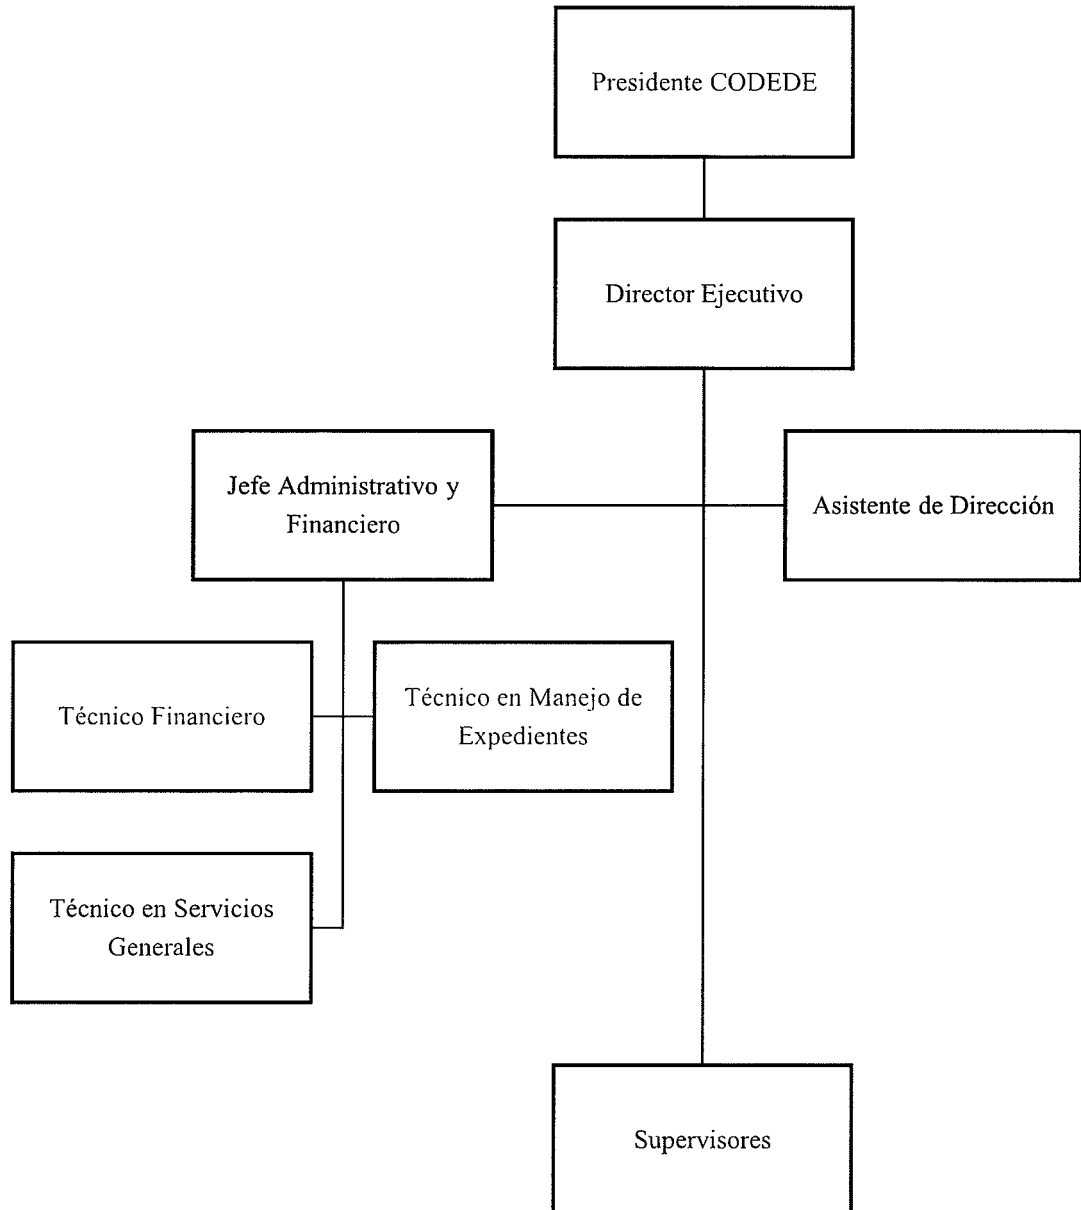 Presidente CODEDE
Director Ejecutivo
Jefe Administrativo y
Financiero
Asistente de Dirección
Técnico Financiero
Técnico en Manejo de
Expedientes
Técnico en Servicios
Generales
Supervisores